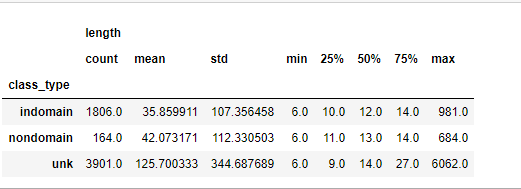 length
count mean std min 25% 50% 75% max
class_type
indomain 1806.0 35.859911 107.356458 6.0 10.0 12.0 14.0 981.0
nondomain 164.0 42.073171 112.330503 6.0 11.0 13.0 14.0 684.0
unk 3901.0 125.700333 344.687689 6.0 9.0 14.0 27.0 6062.0